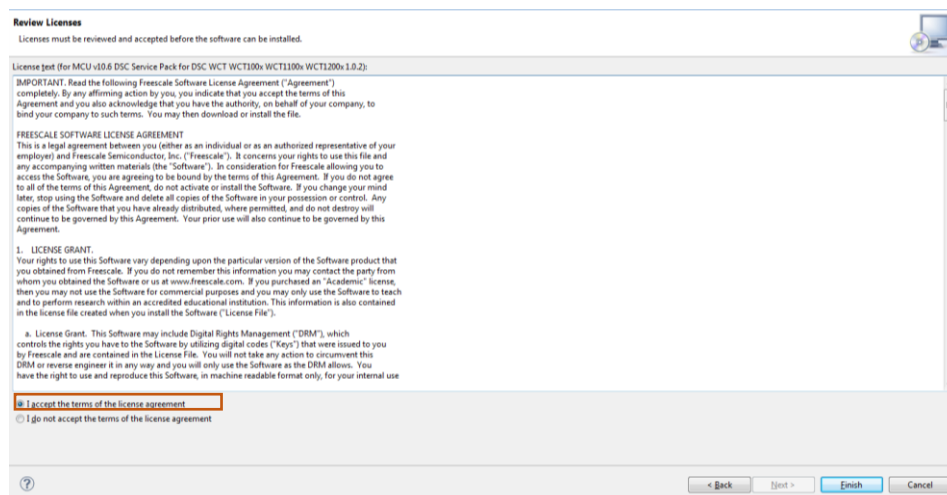 Review Licenses
Licenses must be reviewed and accepted before the software can be installed.
License text (for MCU v10.6 DSC Service Pack for DSC WCT WCT100x WCT1100x WCT1200x 1.0.2):
IMPORTANT. Read the following Freescale Software License Agreement ("Agreement")
completely. By any affirming action by you, you indicate that you accept the terms of this
Agreement and you also acknowledge that you have the authority, on behalf of your company, to
bind your company to such terms. You may then download or install the file.
FREESCALE SOFTWARE LICENSE AGREEMENT
This is a legal agreement between you (either as an individual or as an authorized representative of your
employer) and Freescale Semiconductor, Inc. ("Freescale"). It concerns your rights to use this file and
any accompanying written materials (the "Software"). In consideration for Freescale allowing you to
access the Software, you are agreeing to be bound by the terms of this Agreement. If you do not agree
to all of the terms of this Agreement, do not activate or install the Software. If you change your mind
later, stop using the Software and delete all copies of the Software in your possession or control. Any
copies of the Software that you have already distributed, where permitted, and do not destroy will
continue to be governed by this Agreement. Your prior use will also continue to be governed by this
Agreement.
1. LICENSE GRANT.
Your rights to use this Software vary depending upon the particular version of the Software product that
you obtained from Freescale. If you do not remember this information you may contact the party from
whom you obtained the Software or us at www.freescale.com. If you purchased an "Academic" license,
then you may not use the Software for commercial purposes and you may only use the Software to teach
and to perform research within an accredited educational institution. This information is also contained
in the license file created when you install the Software ("License File").
a. License Grant. This Software may include Digital Rights Management ("DRM"), which
controls the rights you have to the Software by utilizing digital codes ("Keys") that were issued to you
by Freescale and are contained in the License File. You will not take any action to circumvent this
DRM or reverse engineer it in any way and you will only use the Software as the DRM allows. You
have the right to use and reproduce this Software, in machine readable format only, for your internal use
I accept the terms of the license agreement
I do not accept the terms of the license agreement
? < Back Next > Finish Cancel